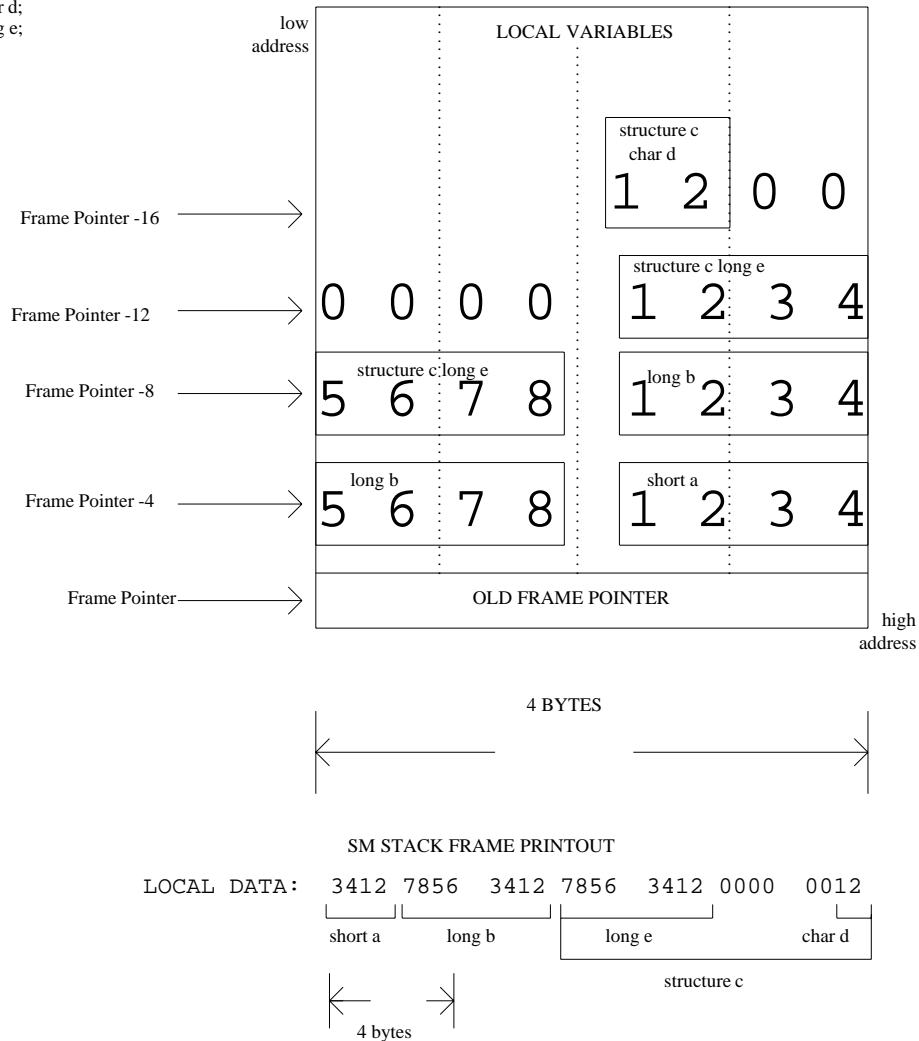 r d;
g e;
low
address
LOCAL VARIABLES
structure c
char d
1 2 0 0
Frame Pointer -16
structure c long e
0 0 0 0 1 2 3 4
Frame Pointer -12
structure c long e
long b
Frame Pointer -8
5 6 7 8 1 2 3 4
long b
short a
Frame Pointer -4
5 6 7 8 1 2 3 4
Frame Pointer
OLD FRAME POINTER
high
address
4 BYTES
SM STACK FRAME PRINTOUT
LOCAL DATA: 3412 7856 3412 7856 3412 0000 0012
short a long b long e char d
structure c
4 bytes